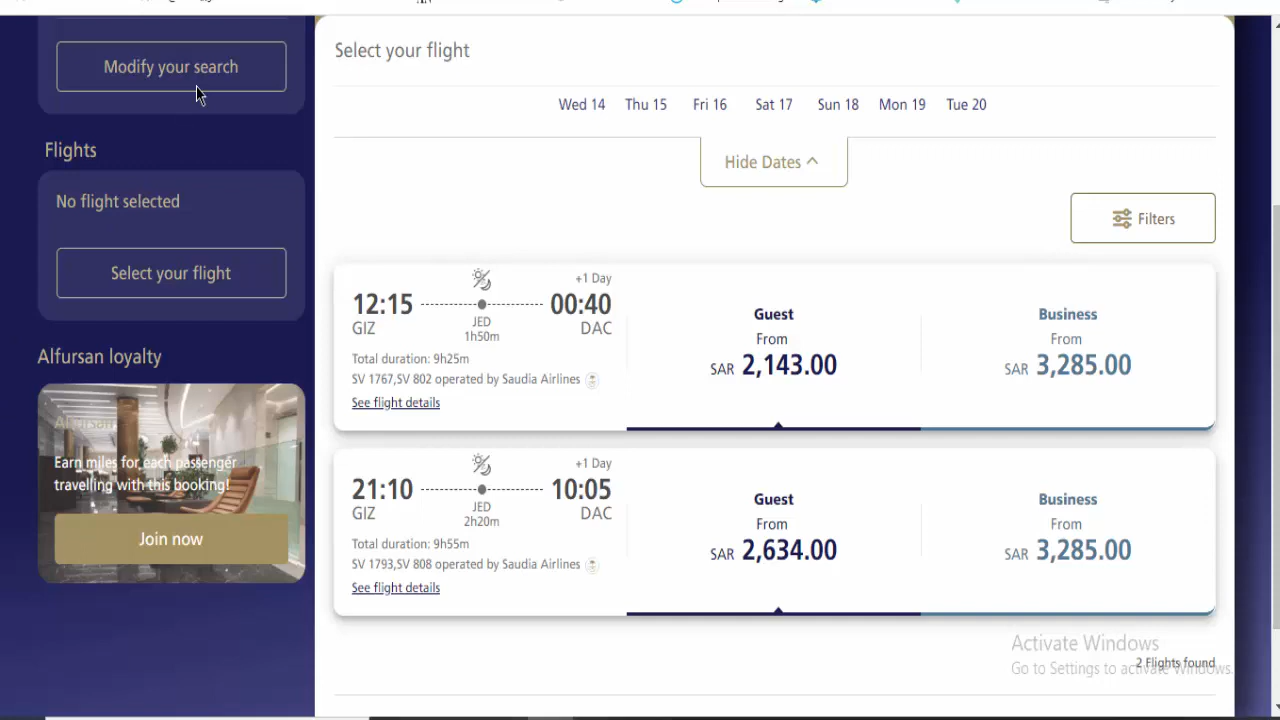 Modify your search
Flights
No flight selected
Select your flight
Alfursan loyalty
Alfursan
Earn miles for each passenger
travelling with this booking!
Join now
Select your flight
Wed 14 Thu 15 Fri 16 Sat 17 Sun 18 Mon 19 Tue 20
Hide Dates
Filters
+1 Day
12:15 00:40
GIZ JED DAC
1h50m
Total duration: 9h25m
SV 1767,SV 802 operated by Saudia Airlines
See flight details
Guest
From
SAR 2,143.00
Business
From
SAR 3,285.00
+1 Day
21:10 10:05
GIZ JED DAC
2h20m
Total duration: 9h55m
SV 1793,SV 808 operated by Saudia Airlines
See flight details
Guest
From
SAR 2,634.00
Business
From
SAR 3,285.00
Activate Windows
Go to Settings to activate Windows.
2 Flights found